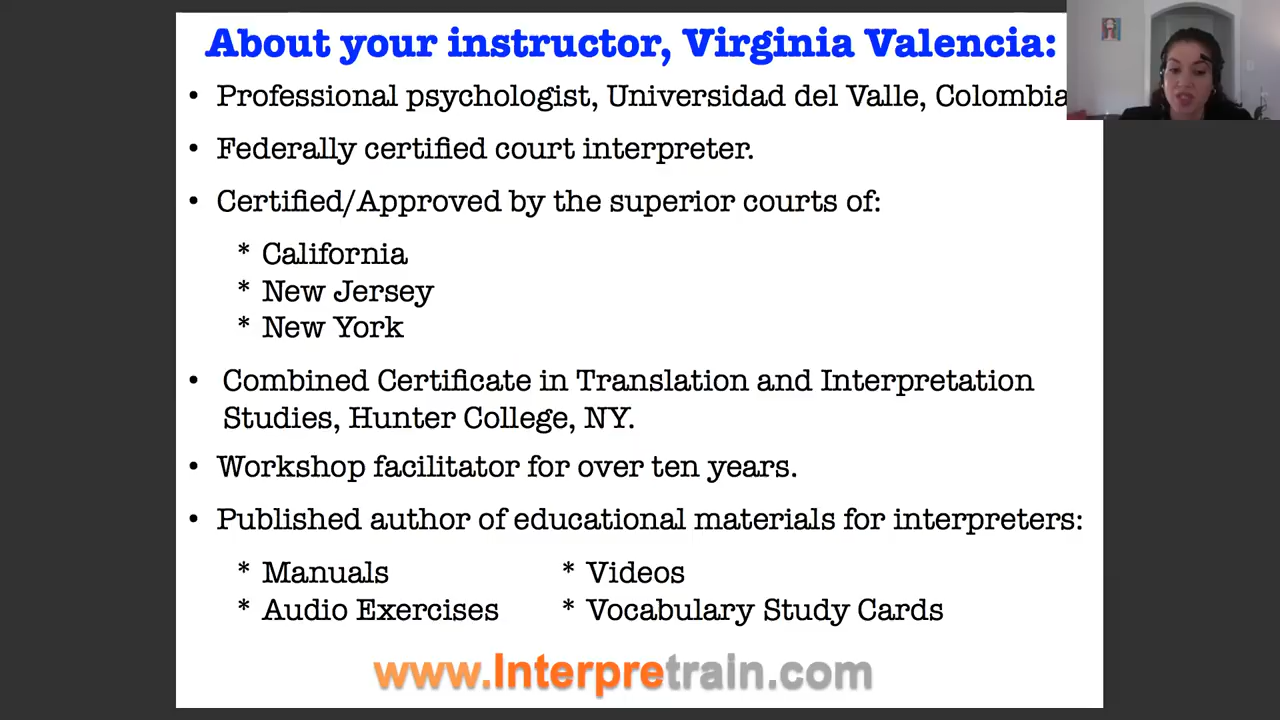 About your instructor, Virginia Valencia:
• Professional psychologist, Universidad del Valle, Colombia
• Federally certified court interpreter.
• Certified/Approved by the superior courts of:
* California
* New Jersey
* New York
• Combined Certificate in Translation and Interpretation
Studies, Hunter College, NY.
• Workshop facilitator for over ten years.
• Published author of educational materials for interpreters:
* Manuals * Videos
* Audio Exercises * Vocabulary Study Cards
www.Interpretrain.com